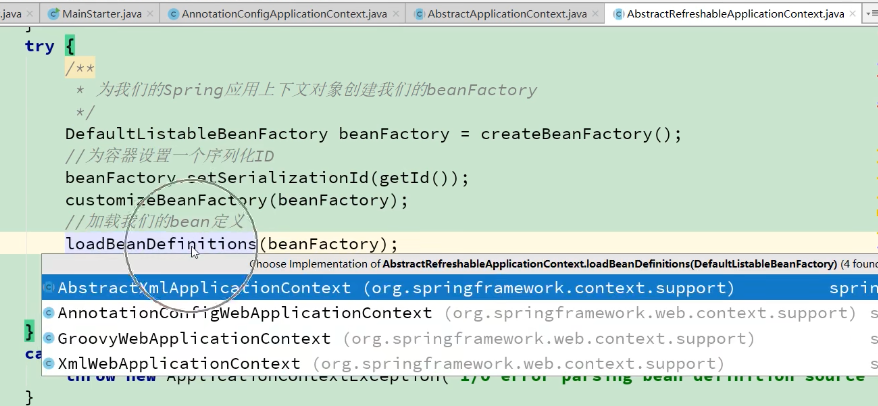 .java MainStarter.java AnnotationConfigApplicationContext.java AbstractApplicationContext.java AbstractRefreshableApplicationContext.java
try {
/**
* 为我们的Spring应用上下文对象创建我们的beanFactory
*/
DefaultListableBeanFactory beanFactory = createBeanFactory();
//为容器设置一个序列化ID
beanFactory.setSerializationId(getId());
customizeBeanFactory(beanFactory);
//加载我们的bean定义
loadBeanDefinitions(beanFactory);
Choose Implementation of AbstractRefreshableApplicationContext.loadBeanDefinitions(DefaultListableBeanFactory) (4 found
AbstractXmlApplicationContext (org.springframework.context.support) sprin
AnnotationConfigWebApplicationContext (org.springframework.web.context.support) s
} GroovyWebApplicationContext (org.springframework.web.context.support) s
ca XmlWebApplicationContext (org.springframework.web.context.support) s
throw new ApplicationContextException("I/O error parsing bean definition source
}